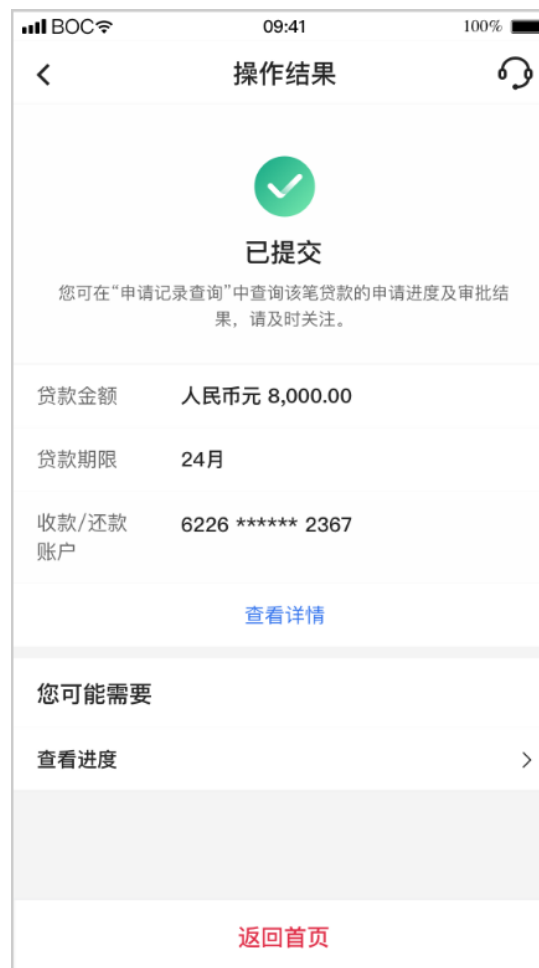 BOC 09:41 100%
操作结果
已提交
您可在“申请记录查询”中查询该笔贷款的申请进度及审批结
果，请及时关注。
贷款金额 人民币元 8,000.00
贷款期限 24月
收款/还款 6226 ****** 2367
账户
查看详情
您可能需要
查看进度
返回首页